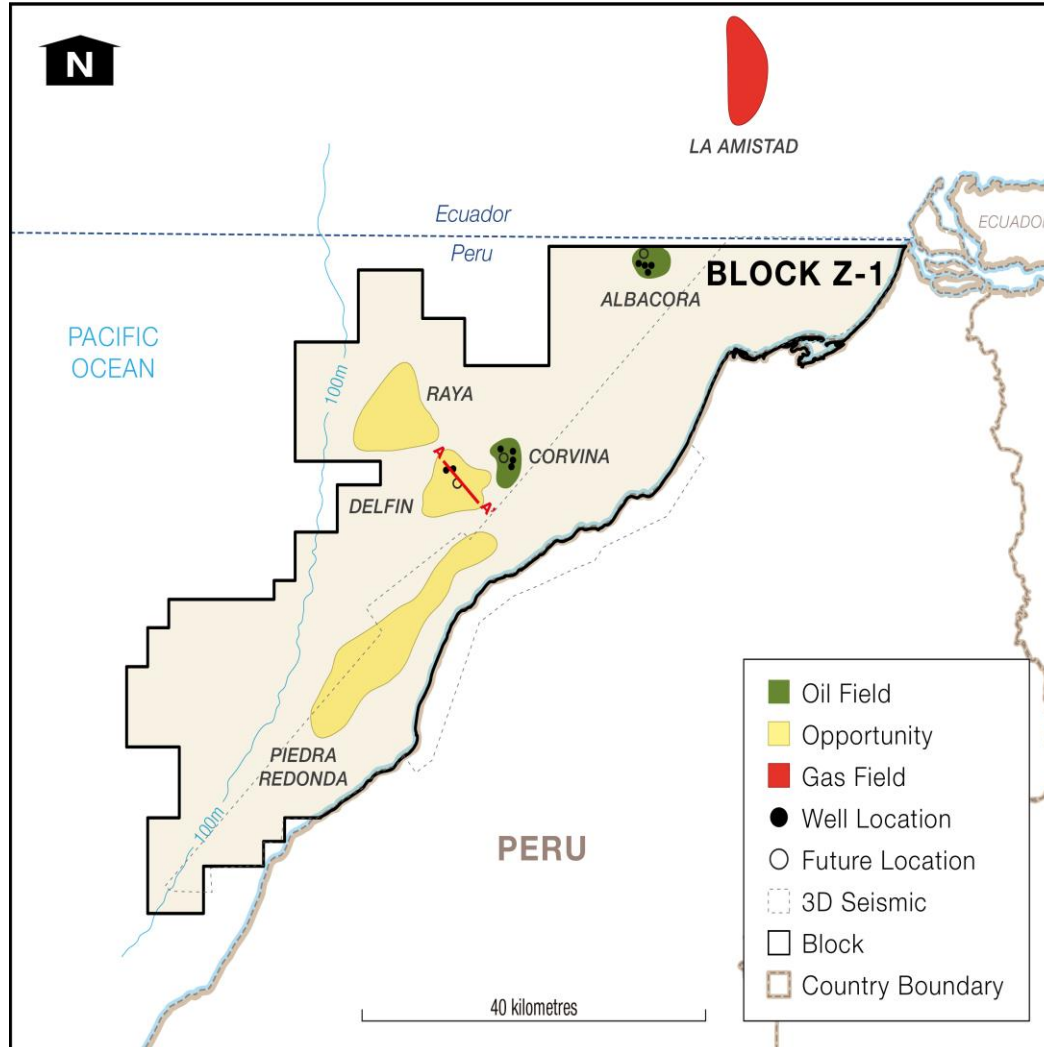 N
LA AMISTAD
Ecuador
Peru
ECUADOR
BLOCK Z-1
ALBACORA
PACIFIC
OCEAN
100m
RAYA
A
CORVINA
DELFIN
A'
PIEDRA
REDONDA
100m
PERU
Oil Field
Opportunity
Gas Field
Well Location
Future Location
3D Seismic
Block
Country Boundary
40 kilometres